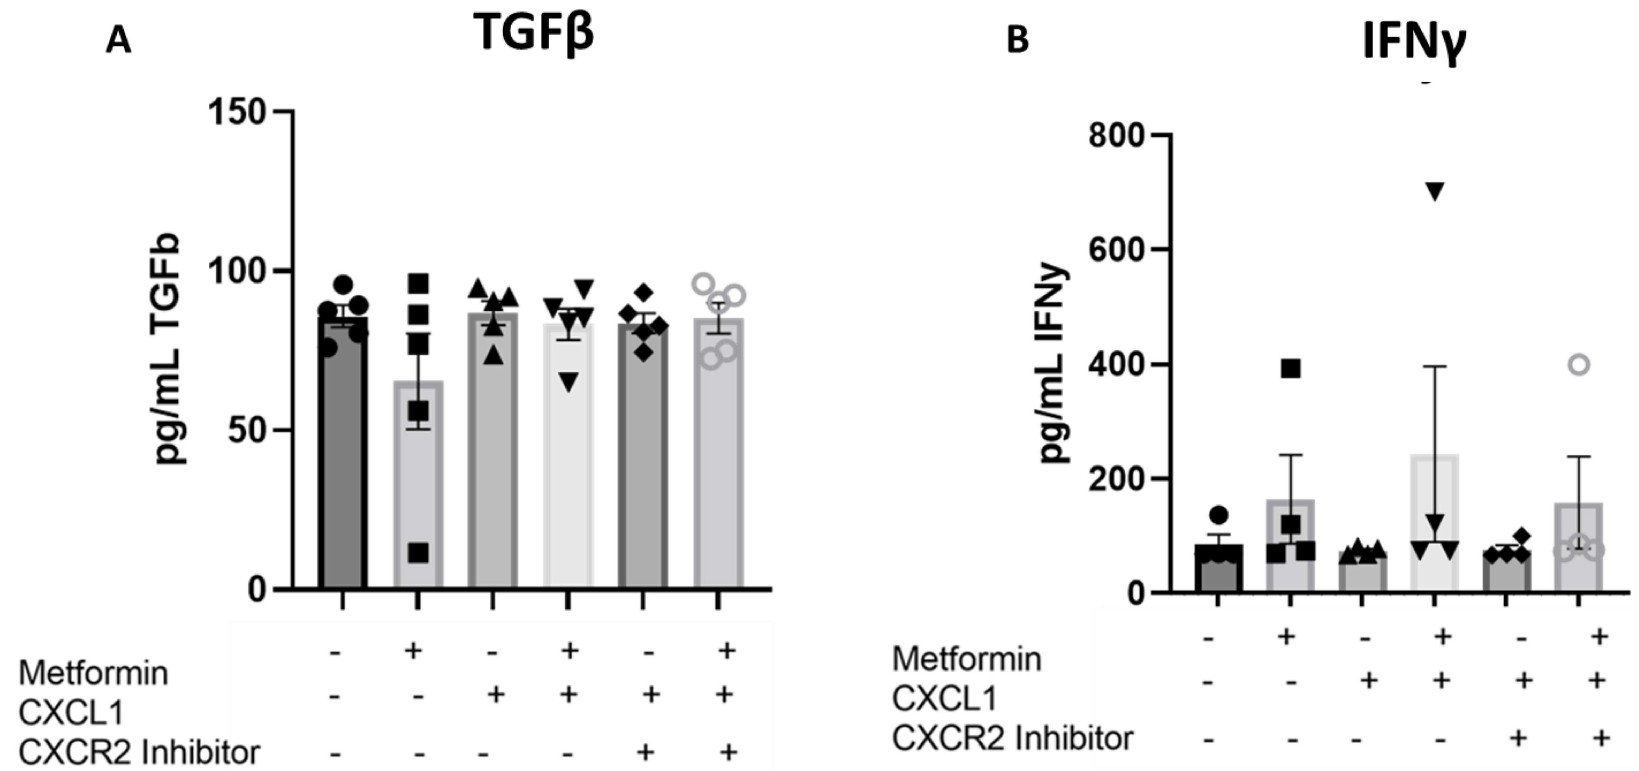 A
TGFβ
150
100
50
0
pg/mL TGFb
- + - + - +
Metformin
- - + + + +
CXCL1
- - - - + +
CXCR2 Inhibitor
B
IFNγ
800
600
400
200
0
pg/mL IFNy
- + - + - +
Metformin
- - + + + +
CXCL1
- - - - + +
CXCR2 Inhibitor